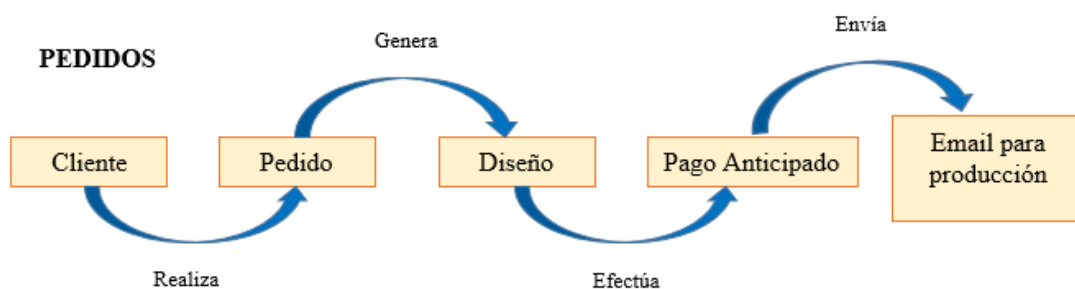 PEDIDOS
Genera
Envía
Cliente
Pedido
Diseño
Pago Anticipado
Email para
producción
Realiza
Efectúa